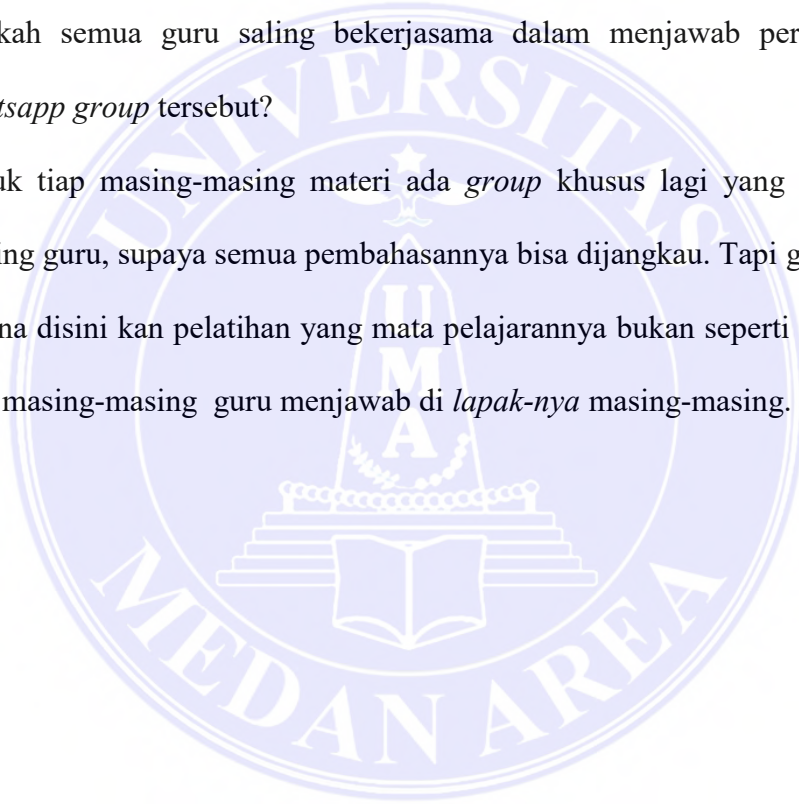 kah semua guru saling bekerjasama dalam menjawab per
tsapp group tersebut?
uk tiap masing-masing materi ada group khusus lagi yang
ing guru, supaya semua pembahasannya bisa dijangkau. Tapi g
na disini kan pelatihan yang mata pelajarannya bukan seperti
masing-masing guru menjawab di lapak-nya masing-masing.
UNIVERSITAS
UMA
MEDAN AREA